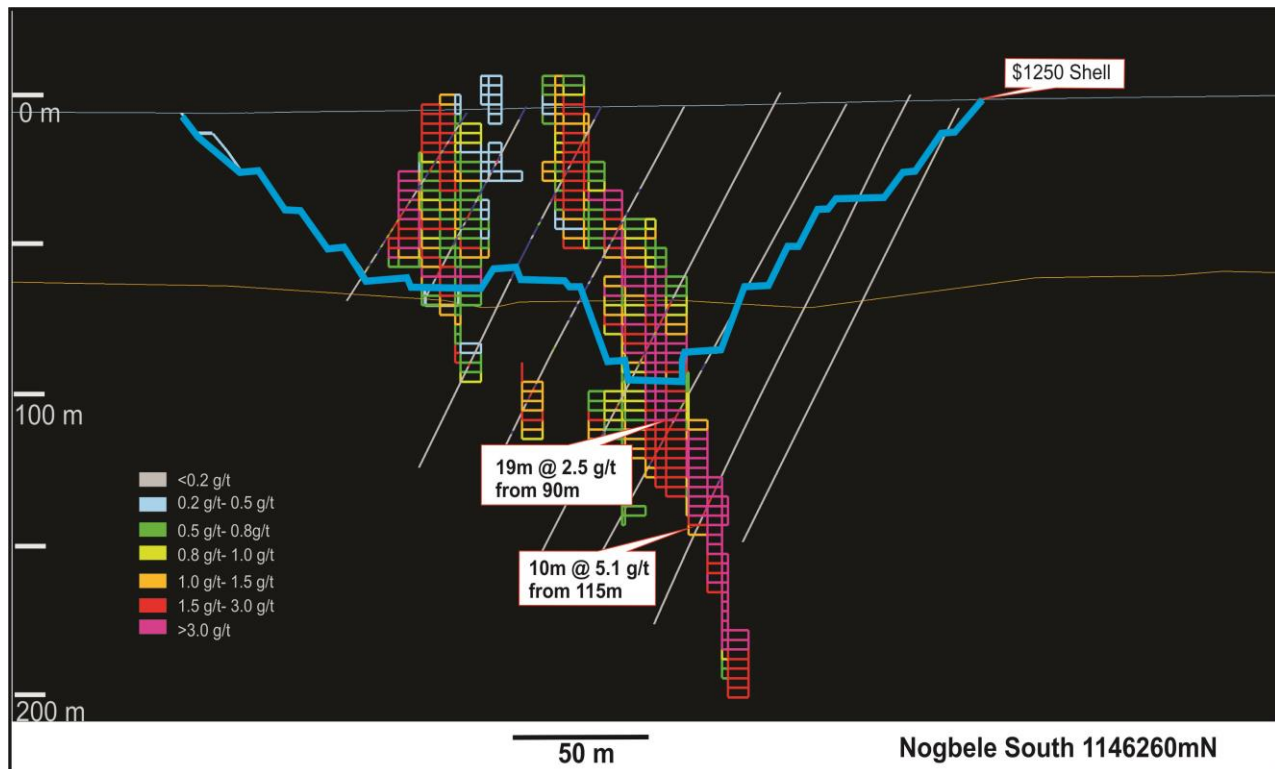 $1250 Shell
0 m
100 m
19m @ 2.5 g/t
from 90m
<0.2 g/t
0.2 g/t- 0.5 g/t
0.5 g/t- 0.8g/t
0.8 g/t- 1.0 g/t
1.0 g/t- 1.5 g/t
1.5 g/t- 3.0 g/t
>3.0 g/t
10m @ 5.1 g/t
from 115m
200 m
50 m
Nogbele South 1146260mN